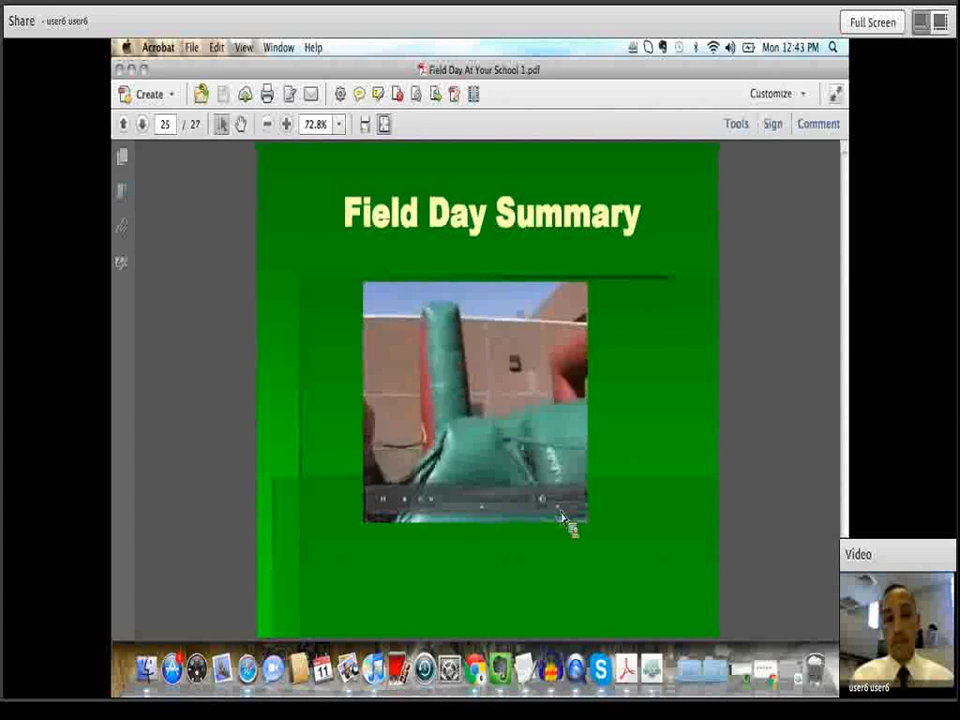 Share - user6 user6
Full Screen
Acrobat File Edit View Window Help
Mon 12:43 PM
Field Day At Your School 1.pdf
Create
Customize
25 / 27
72.8%
Tools Sign Comment
Field Day Summary
Video
11
user6 user6